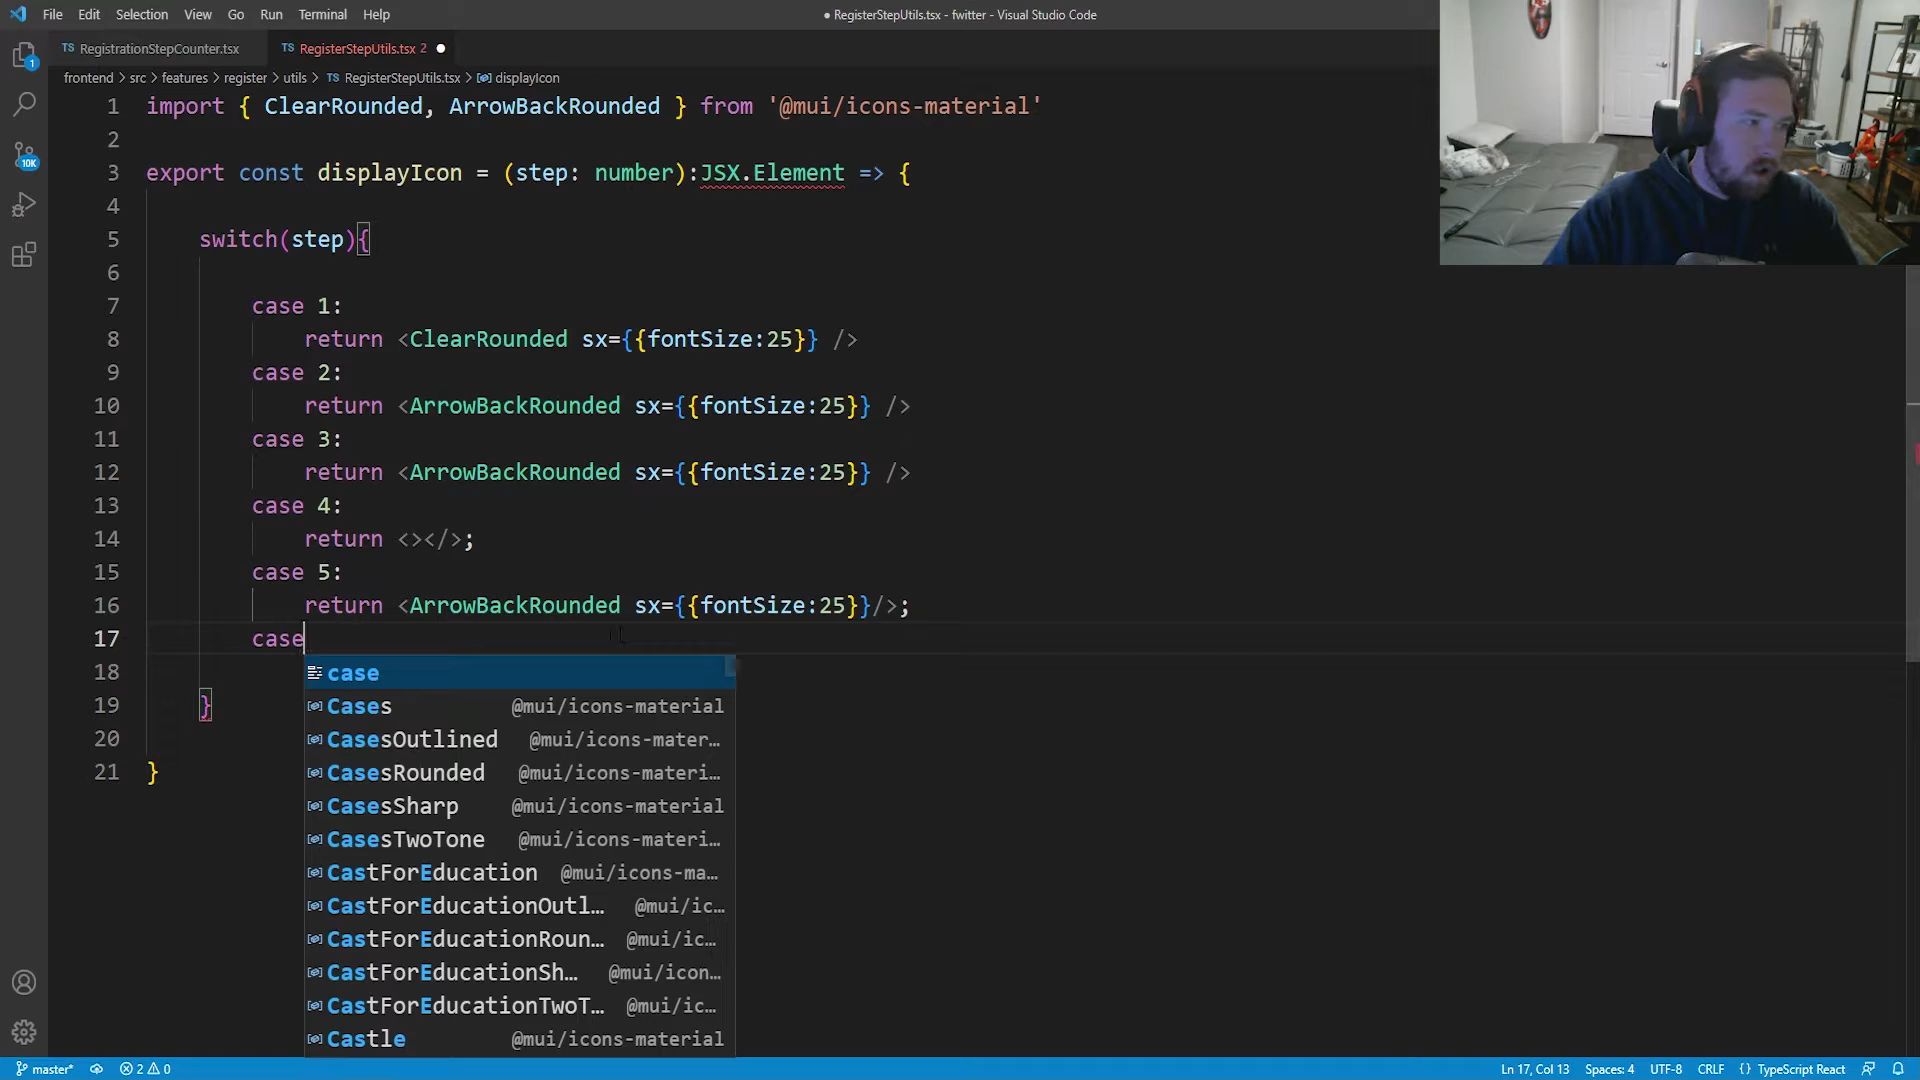 File Edit Selection View Go Run Terminal Help
● RegisterStepUtils.tsx - fwitter - Visual Studio Code
TS RegistrationStepCounter.tsx
TS RegisterStepUtils.tsx 2 ●
frontend > src > features > register > utils > TS RegisterStepUtils.tsx > displayIcon
1 import { ClearRounded, ArrowBackRounded } from '@mui/icons-material'
2
3 export const displayIcon = (step: number):JSX.Element => {
4
5 switch(step){
6
7 case 1:
8 return <ClearRounded sx={{fontSize:25}} />
9 case 2:
10 return <ArrowBackRounded sx={{fontSize:25}} />
11 case 3:
12 return <ArrowBackRounded sx={{fontSize:25}} />
13 case 4:
14 return <></>;
15 case 5:
16 return <ArrowBackRounded sx={{fontSize:25}}/>;
17 case
18
19 }
20
21 }
case
Cases @mui/icons-material
CasesOutlined @mui/icons-mater…
CasesRounded @mui/icons-materi…
CasesSharp @mui/icons-material
CasesTwoTone @mui/icons-materi…
CastForEducation @mui/icons-ma…
CastForEducationOutl… @mui/ic…
CastForEducationRoun… @mui/ic…
CastForEducationSh… @mui/icon…
CastForEducationTwoT… @mui/ic…
Castle @mui/icons-material
1
10K
master* 2 0
Ln 17, Col 13 Spaces: 4 UTF-8 CRLF {} TypeScript React